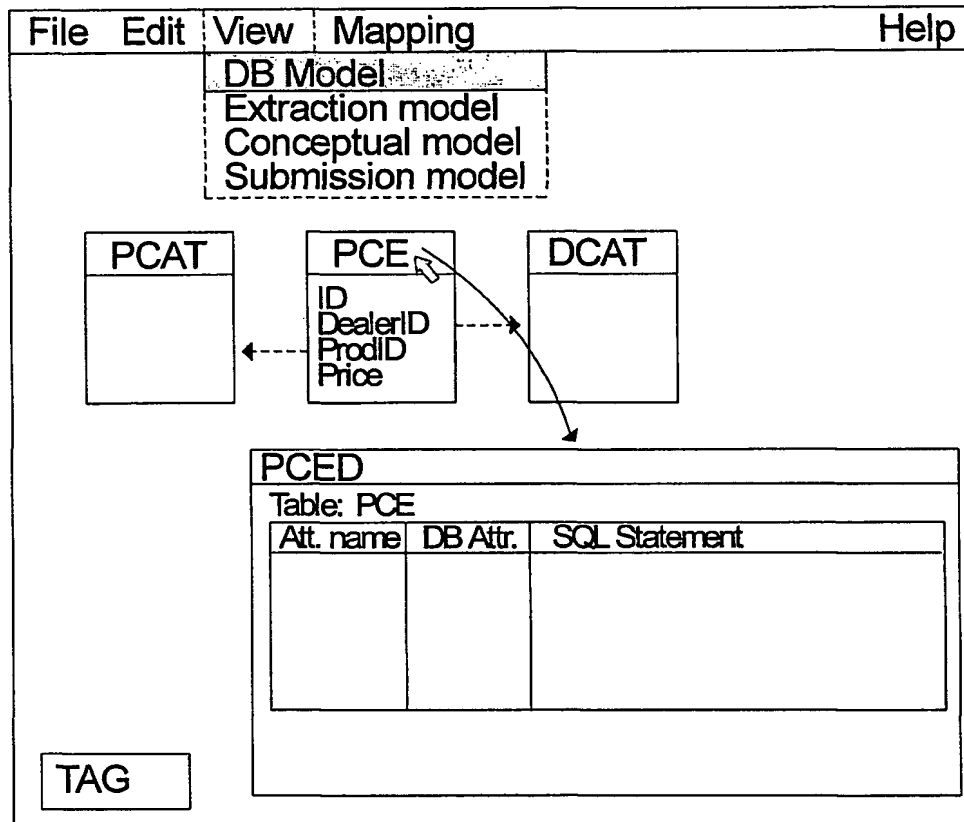 File Edit View Mapping Help
DB Model
Extraction model
Conceptual model
Submission model
PCAT
PCE
DCAT
ID
DealerID
ProdID
Price
PCED
Table: PCE
Att. name DB Attr. SQL Statement
TAG